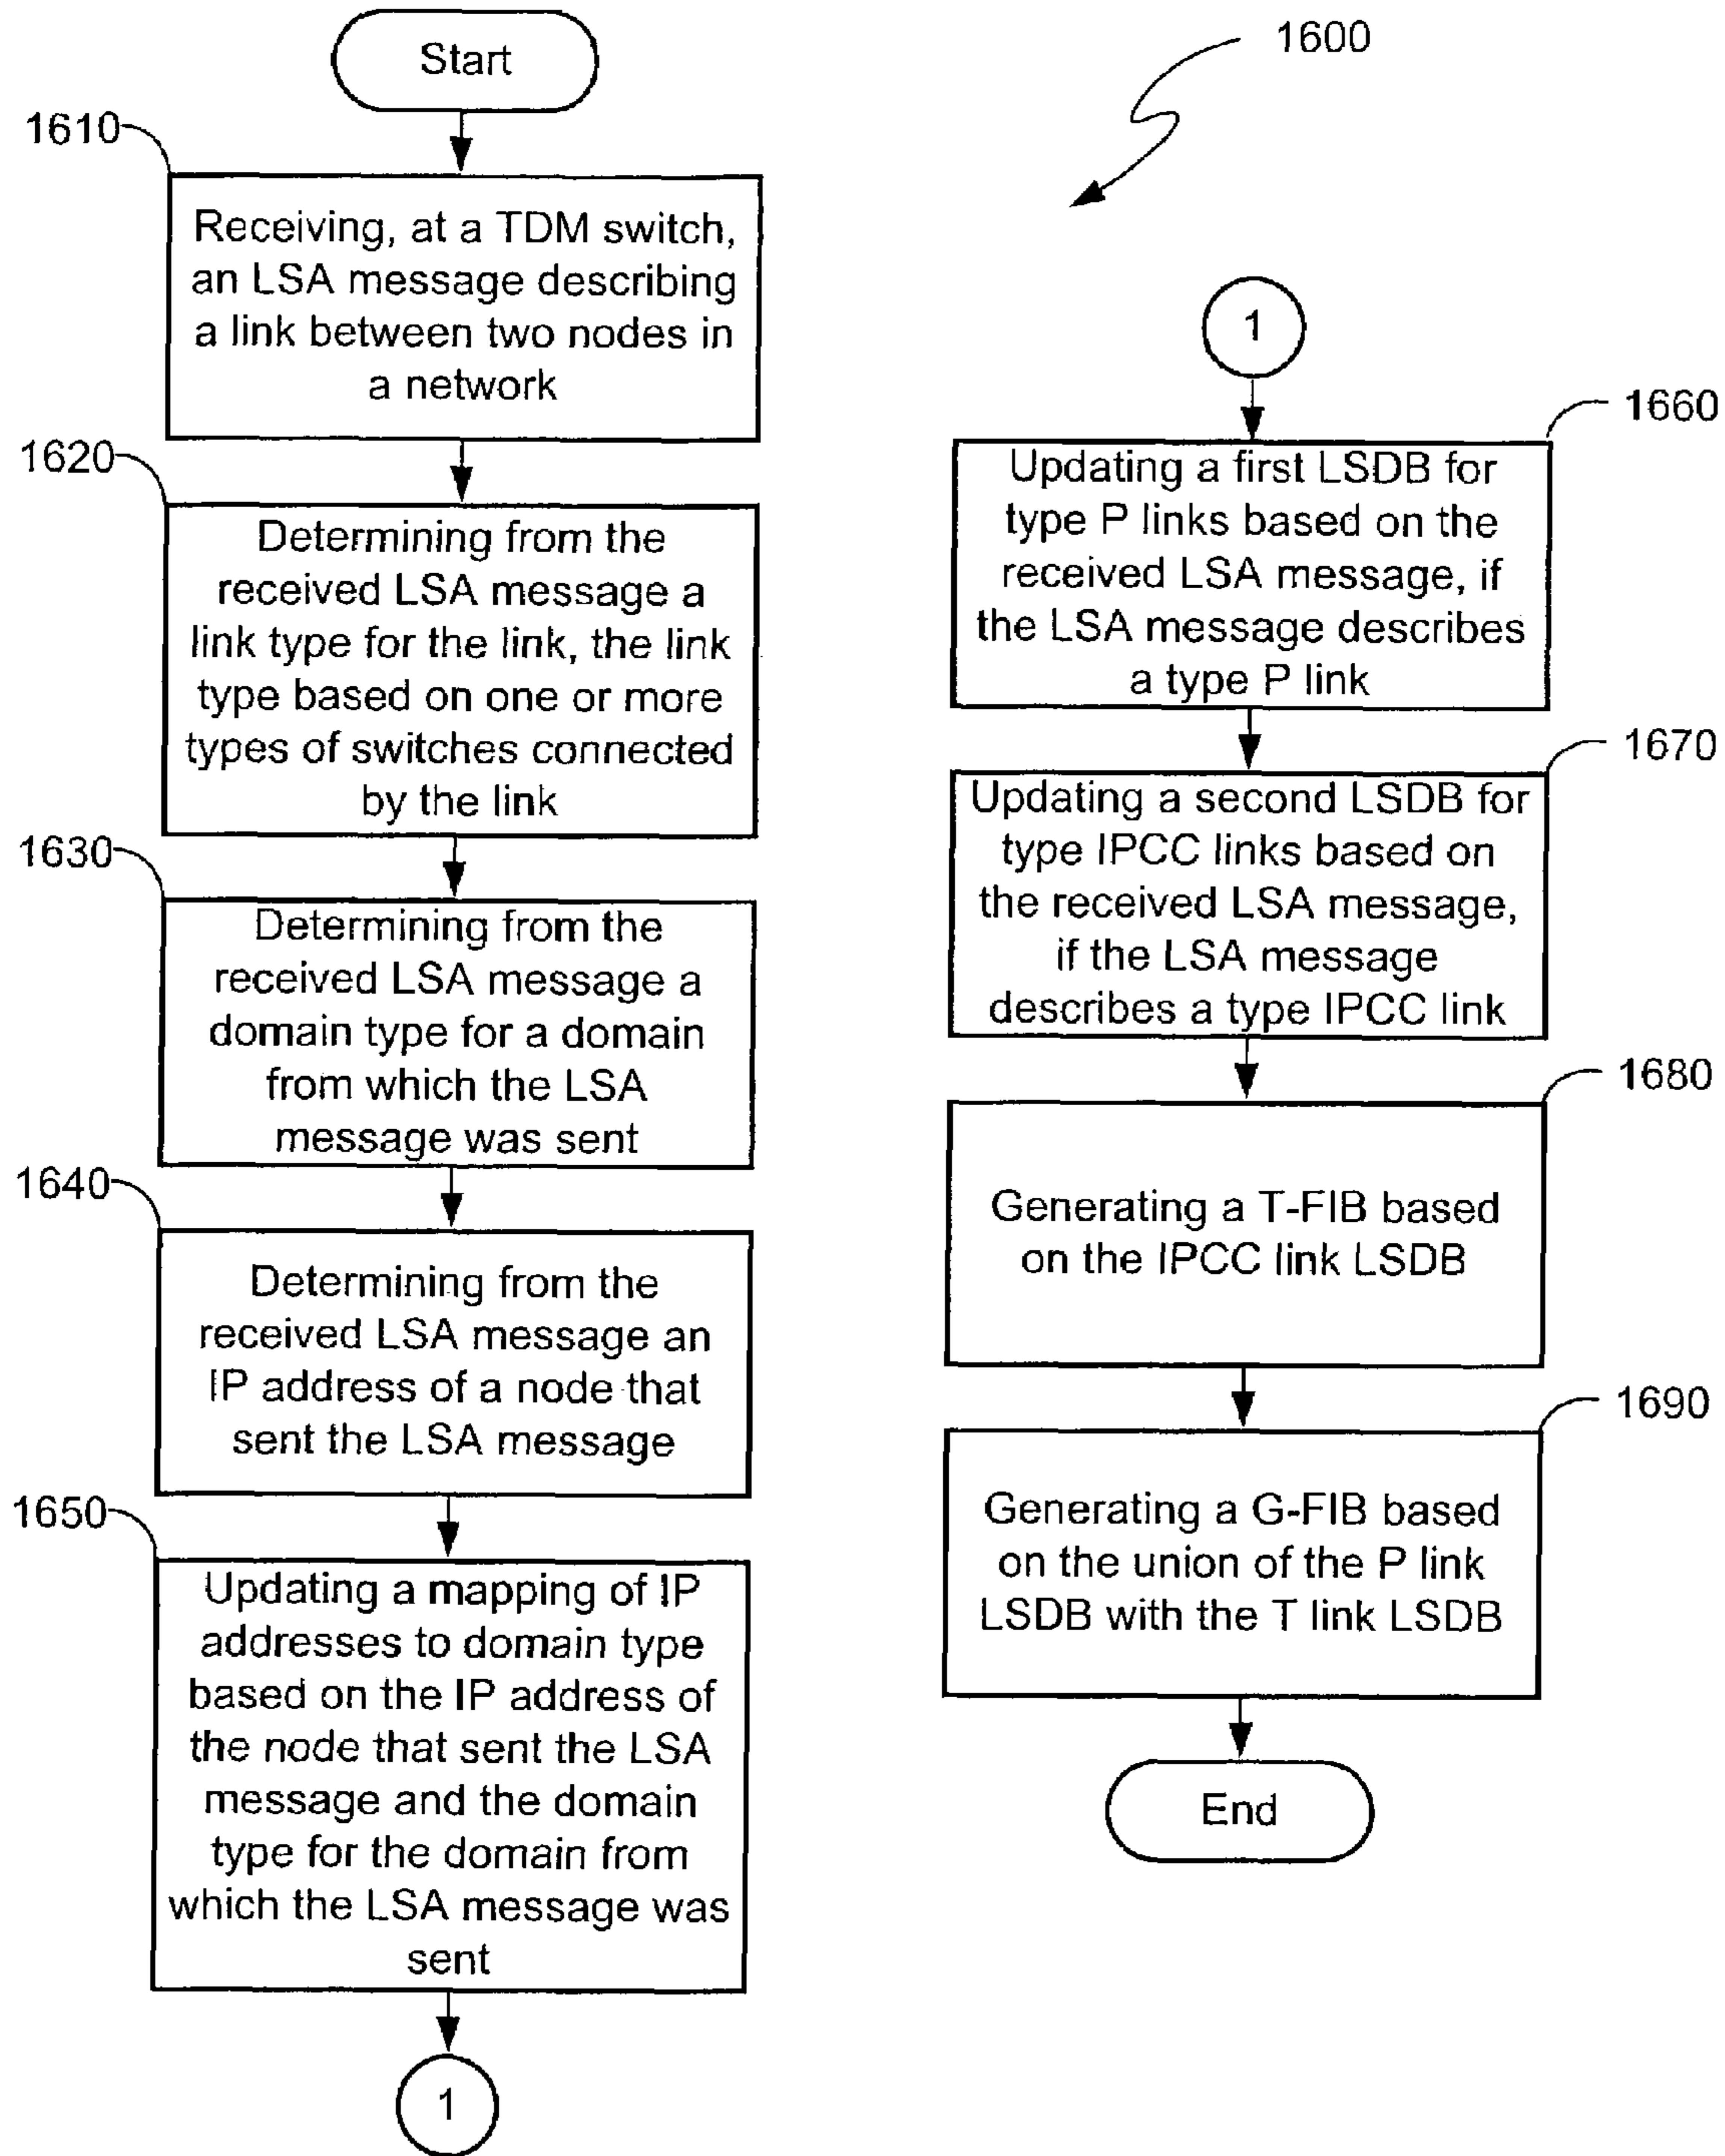 Start
1600
1610
Receiving, at a TDM switch,
an LSA message describing
a link between two nodes in
a network
1620
Determining from the
received LSA message a
link type for the link, the link
type based on one or more
types of switches connected
by the link
1630
Determining from the
received LSA message a
domain type for a domain
from which the LSA
message was sent
1640
Determining from the
received LSA message an
IP address of a node that
sent the LSA message
1650
Updating a mapping of IP
addresses to domain type
based on the IP address of
the node that sent the LSA
message and the domain
type for the domain from
which the LSA message was
sent
1
1
1660
Updating a first LSDB for
type P links based on the
received LSA message, if
the LSA message describes
a type P link
1670
Updating a second LSDB for
type IPCC links based on
the received LSA message,
if the LSA message
describes a type IPCC link
1680
Generating a T-FIB based
on the IPCC link LSDB
1690
Generating a G-FIB based
on the union of the P link
LSDB with the T link LSDB
End